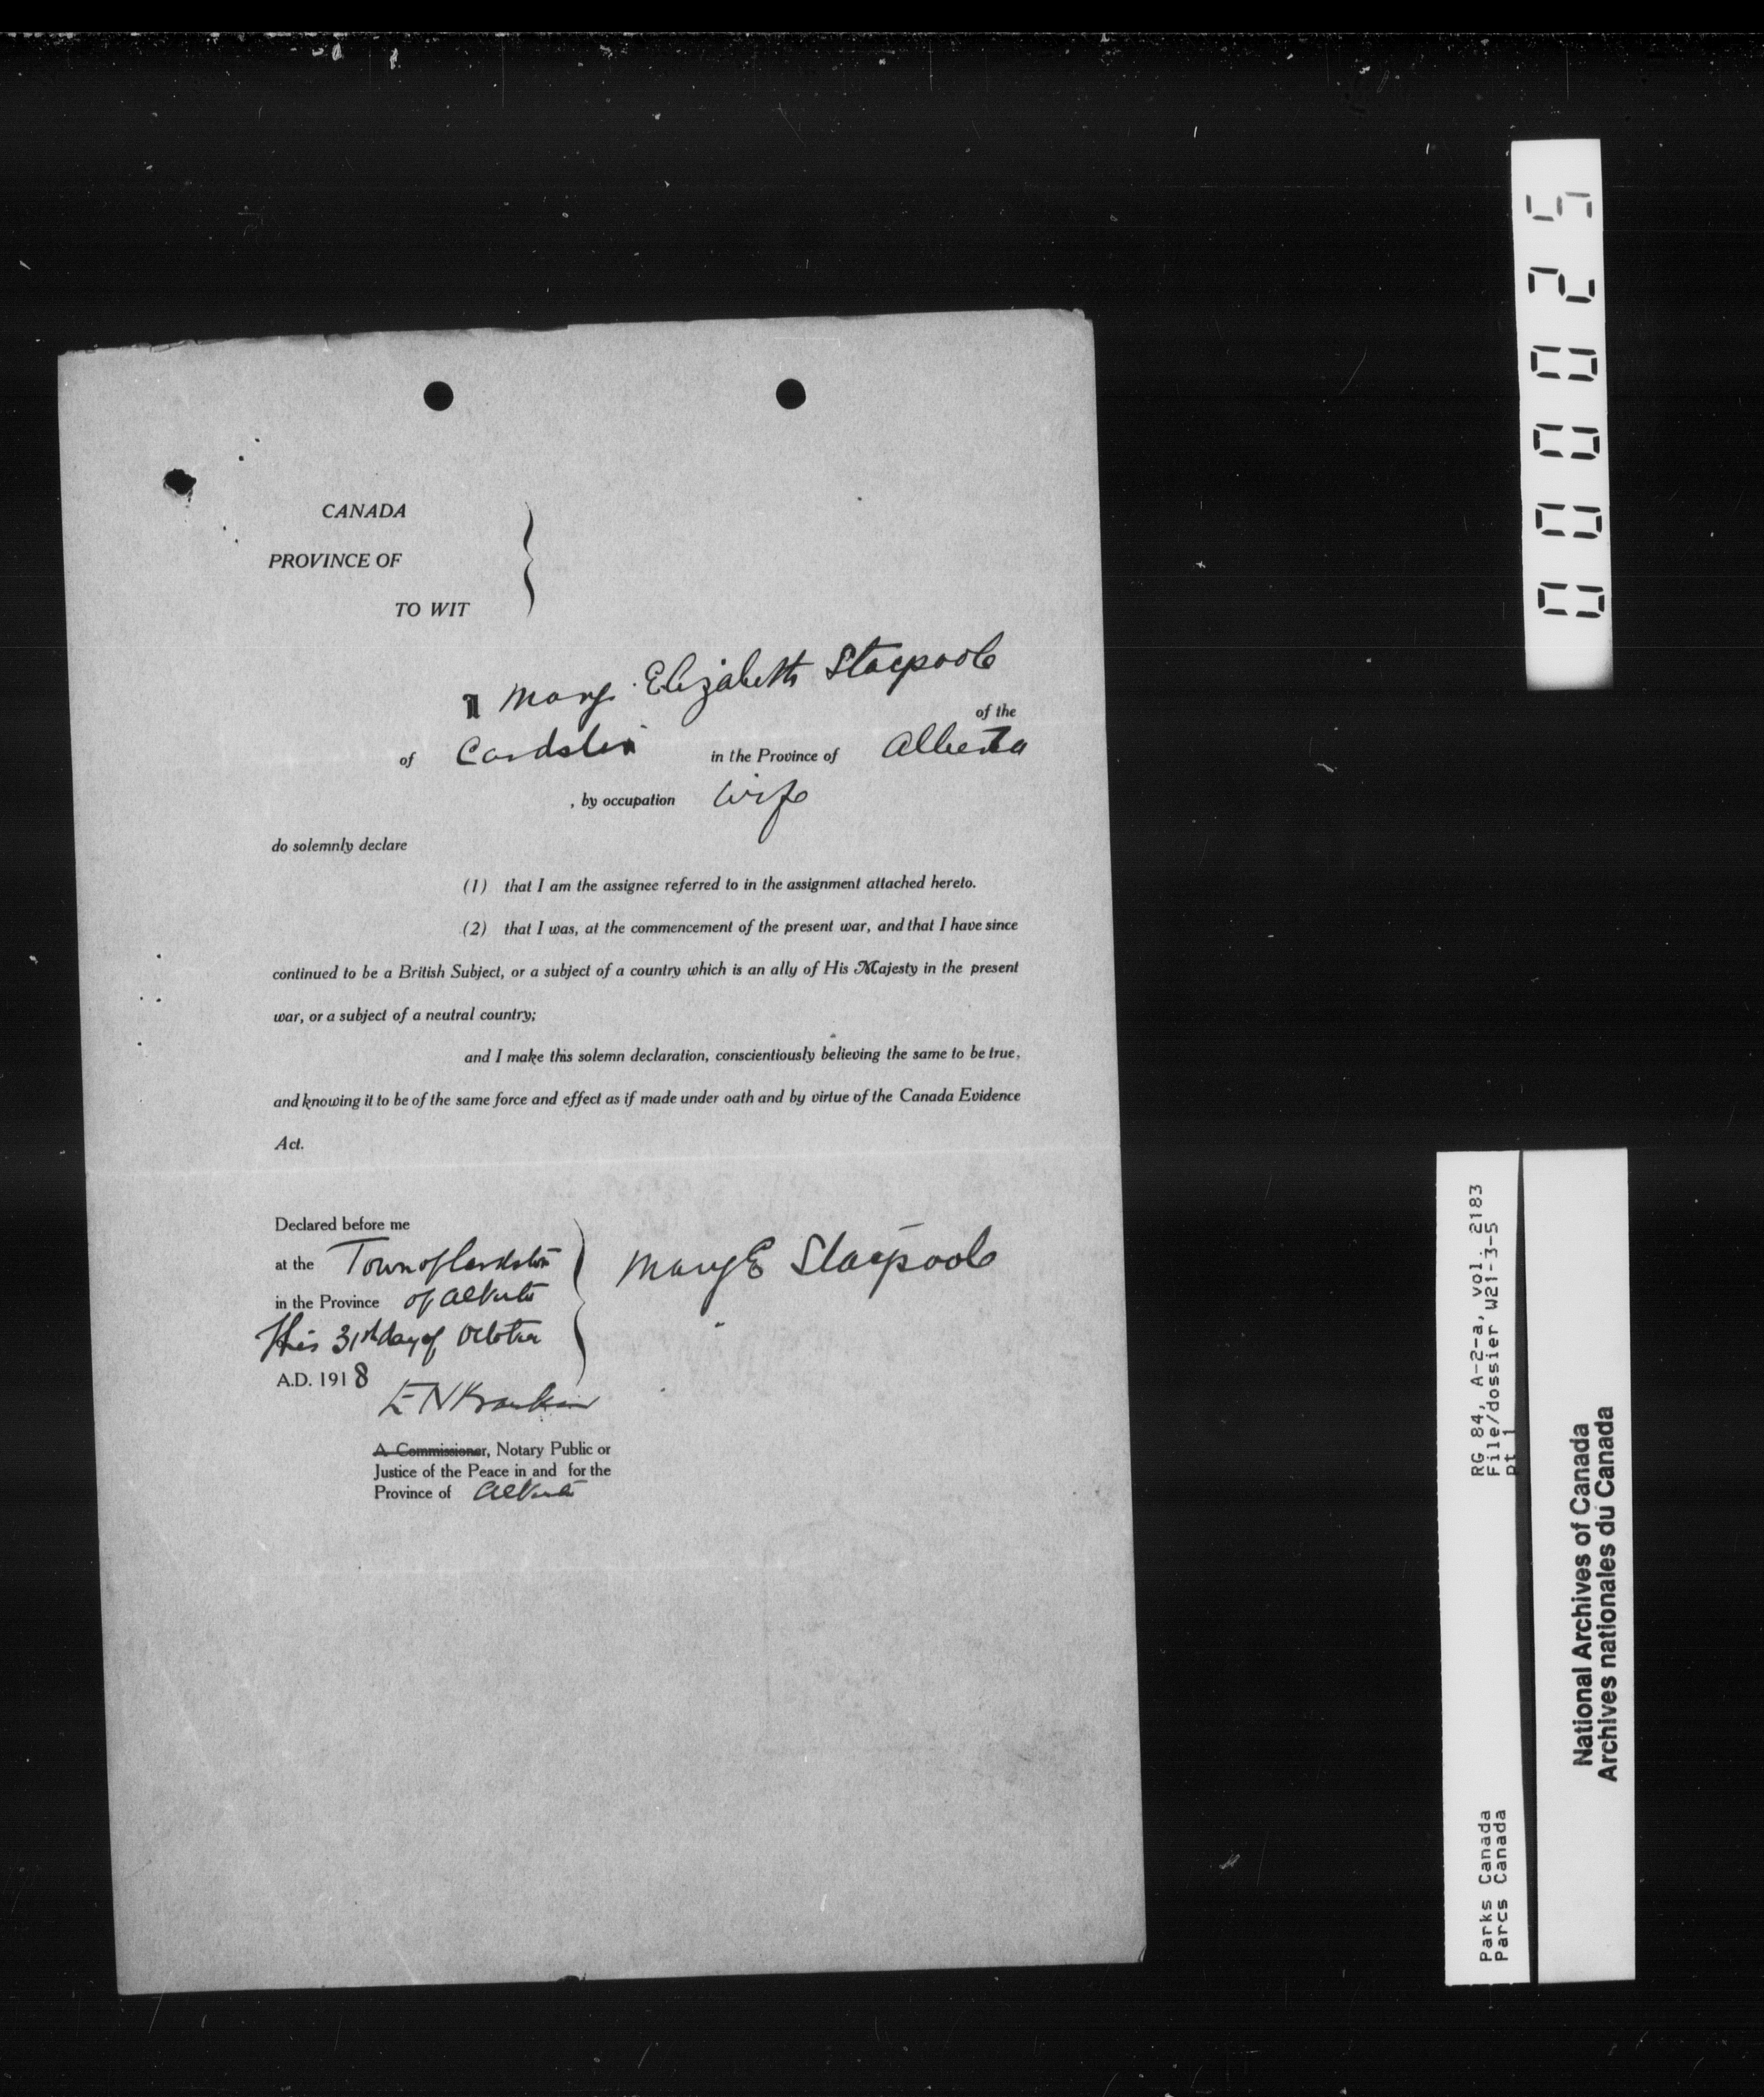 CANADA
PROVINCE OF
TO WIT
I Mary Elizabeth Stacpoole
of the
of Cardston in the Province of Alberta
, by occupation Wife
do solemnly declare
(1) that I am the assignee referred to in the assignment attached hereto.
(2) that I was, at the commencement of the present war, and that I have since
continued to be a British Subject, or a subject of a country which is an ally of His Majesty in the present
war, or a subject of a neutral country;
and I make this solemn declaration, conscientiously believing the same to be true,
and knowing it to be of the same force and effect as if made under oath and by virtue of the Canada Evidence
Act.
Declared before me
at the Town of Cardston
in the Province of Alberta
This 31st day of October
A.D. 1918
Mary E Stacpoole
E N
A Commissioner, Notary Public or
Justice of the Peace in and for the
Province of Alberta
000025
RG 84, A-2-a, vol. 2183
File/dossier W21-3-5
pt 1
Parks Canada
Parcs Canada
National Archives of Canada
Archives nationales du Canada